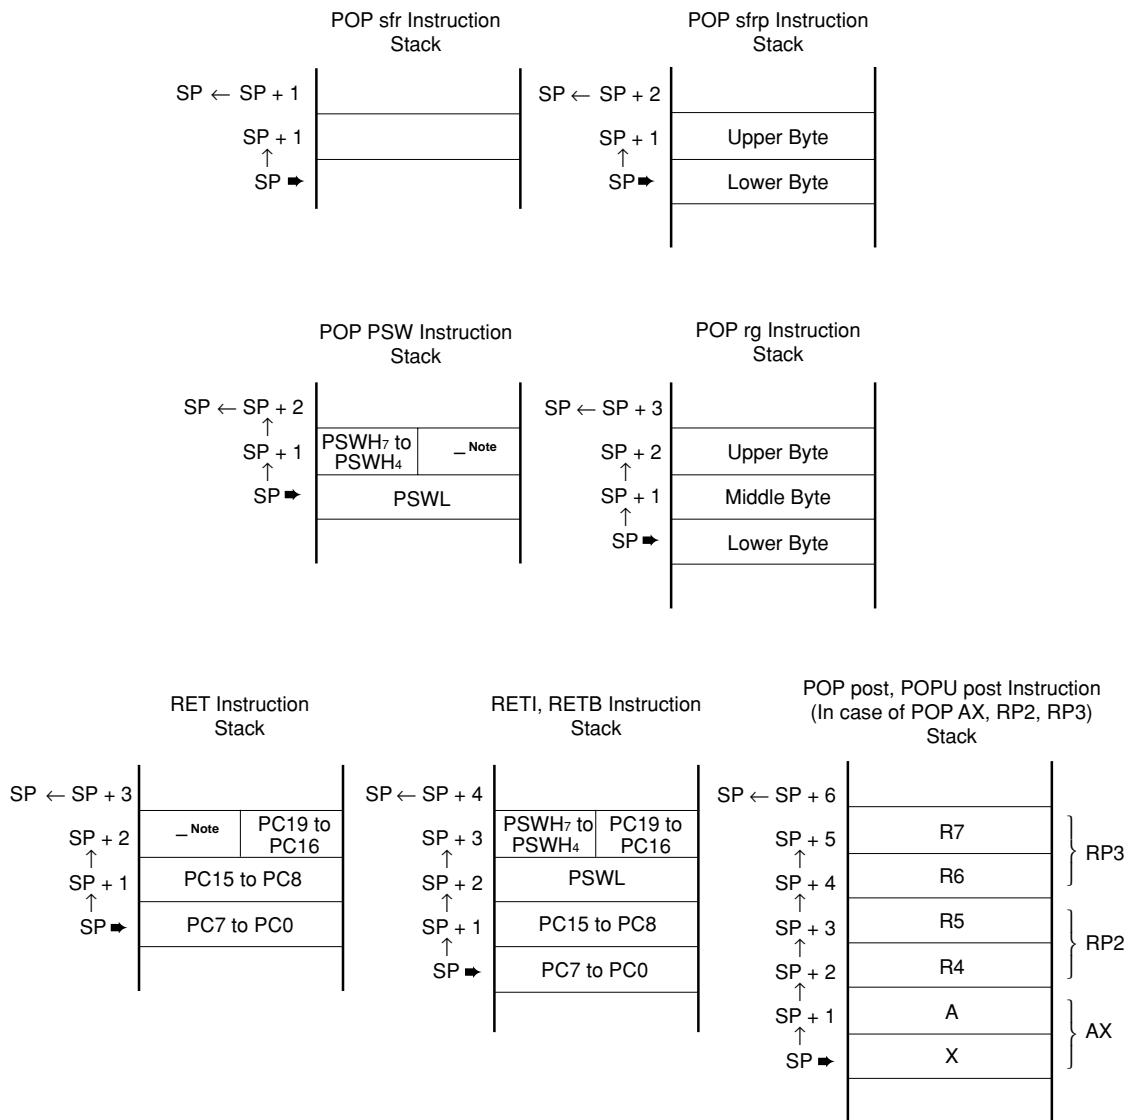 POP sfr Instruction
Stack
SP ← SP + 1
SP + 1
↑
SP ➨
POP sfrp Instruction
Stack
SP ← SP + 2
SP + 1
↑
SP ➨
Upper Byte
Lower Byte
POP PSW Instruction
Stack
SP ← SP + 2
↑
SP + 1
↑
SP ➨
PSWH7 to
PSWH4
– Note
PSWL
POP rg Instruction
Stack
SP ← SP + 3
SP + 2
↑
SP + 1
↑
SP ➨
Upper Byte
Middle Byte
Lower Byte
RET Instruction
Stack
SP ← SP + 3
SP + 2
↑
SP + 1
↑
SP ➨
– Note
PC19 to
PC16
PC15 to PC8
PC7 to PC0
RETI, RETB Instruction
Stack
SP ← SP + 4
SP + 3
↑
SP + 2
↑
SP + 1
↑
SP ➨
PSWH7 to
PSWH4
PC19 to
PC16
PSWL
PC15 to PC8
PC7 to PC0
POP post, POPU post Instruction
(In case of POP AX, RP2, RP3)
Stack
SP ← SP + 6
SP + 5
↑
SP + 4
↑
SP + 3
↑
SP + 2
↑
SP + 1
↑
SP ➨
R7
R6
R5
R4
A
X
RP3
RP2
AX